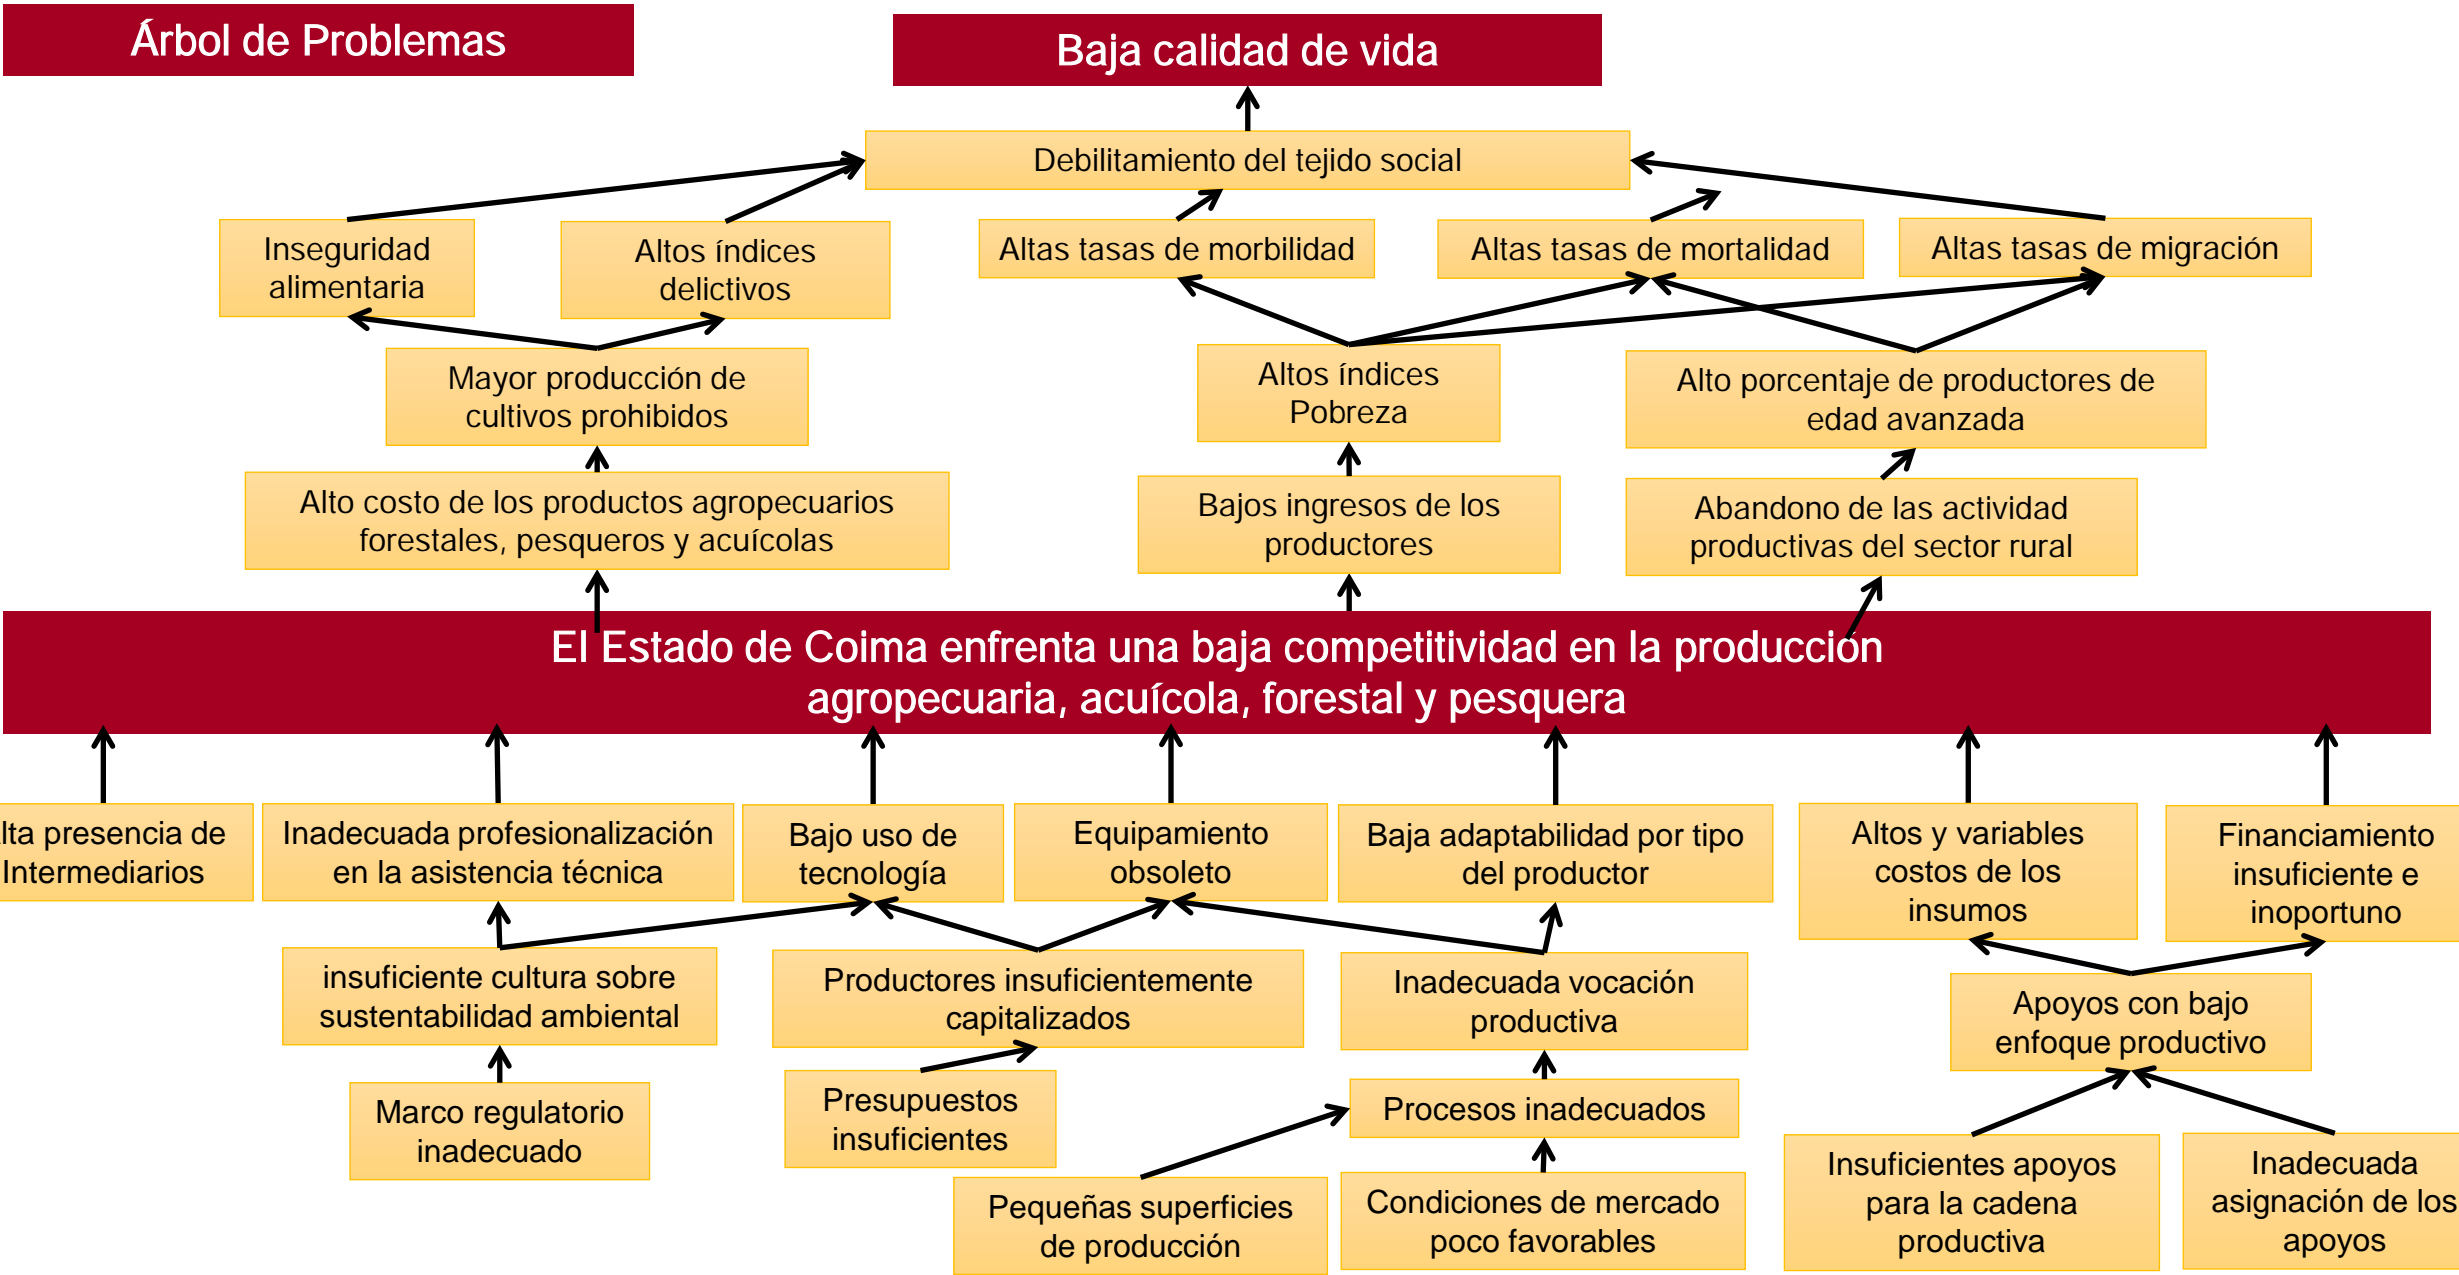 Árbol de Problemas
Baja calidad de vida
Debilitamiento del tejido social
Inseguridad
alimentaria
Altos índices
delictivos
Altas tasas de morbilidad
Altas tasas de mortalidad
Altas tasas de migración
Mayor producción de
cultivos prohibidos
Altos índices
Pobreza
Alto porcentaje de productores de
edad avanzada
Alto costo de los productos agropecuarios
forestales, pesqueros y acuícolas
Bajos ingresos de los
productores
Abandono de las actividad
productivas del sector rural
El Estado de Coima enfrenta una baja competitividad en la producción
agropecuaria, acuícola, forestal y pesquera
lta presencia de
Intermediarios
Inadecuada profesionalización
en la asistencia técnica
Bajo uso de
tecnología
Equipamiento
obsoleto
Baja adaptabilidad por tipo
del productor
Altos y variables
costos de los
insumos
Financiamiento
insuficiente e
inoportuno
insuficiente cultura sobre
sustentabilidad ambiental
Productores insuficientemente
capitalizados
Inadecuada vocación
productiva
Apoyos con bajo
enfoque productivo
Marco regulatorio
inadecuado
Presupuestos
insuficientes
Procesos inadecuados
Pequeñas superficies
de producción
Condiciones de mercado
poco favorables
Insuficientes apoyos
para la cadena
productiva
Inadecuada
asignación de los
apoyos